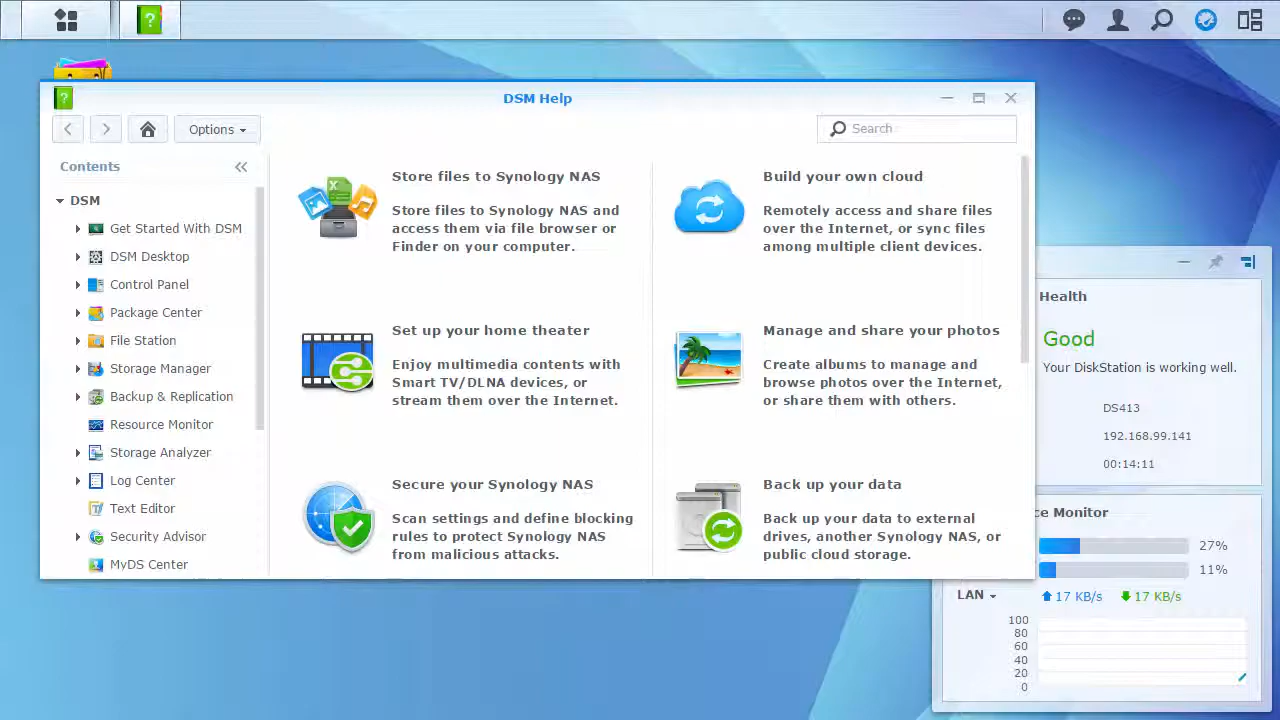 DSM Help
Options
Search
Contents
DSM
Get Started With DSM
DSM Desktop
Control Panel
Package Center
File Station
Storage Manager
Backup & Replication
Resource Monitor
Storage Analyzer
Log Center
Text Editor
Security Advisor
MyDS Center
Store files to Synology NAS
Store files to Synology NAS and
access them via file browser or
Finder on your computer.
Build your own cloud
Remotely access and share files
over the Internet, or sync files
among multiple client devices.
Set up your home theater
Enjoy multimedia contents with
Smart TV/DLNA devices, or
stream them over the Internet.
Manage and share your photos
Create albums to manage and
browse photos over the Internet,
or share them with others.
Secure your Synology NAS
Scan settings and define blocking
rules to protect Synology NAS
from malicious attacks.
Back up your data
Back up your data to external
drives, another Synology NAS, or
public cloud storage.
Health
Good
Your DiskStation is working well.
DS413
192.168.99.141
00:14:11
ce Monitor
27%
11%
LAN 17 KB/s 17 KB/s
100
80
60
40
20
0